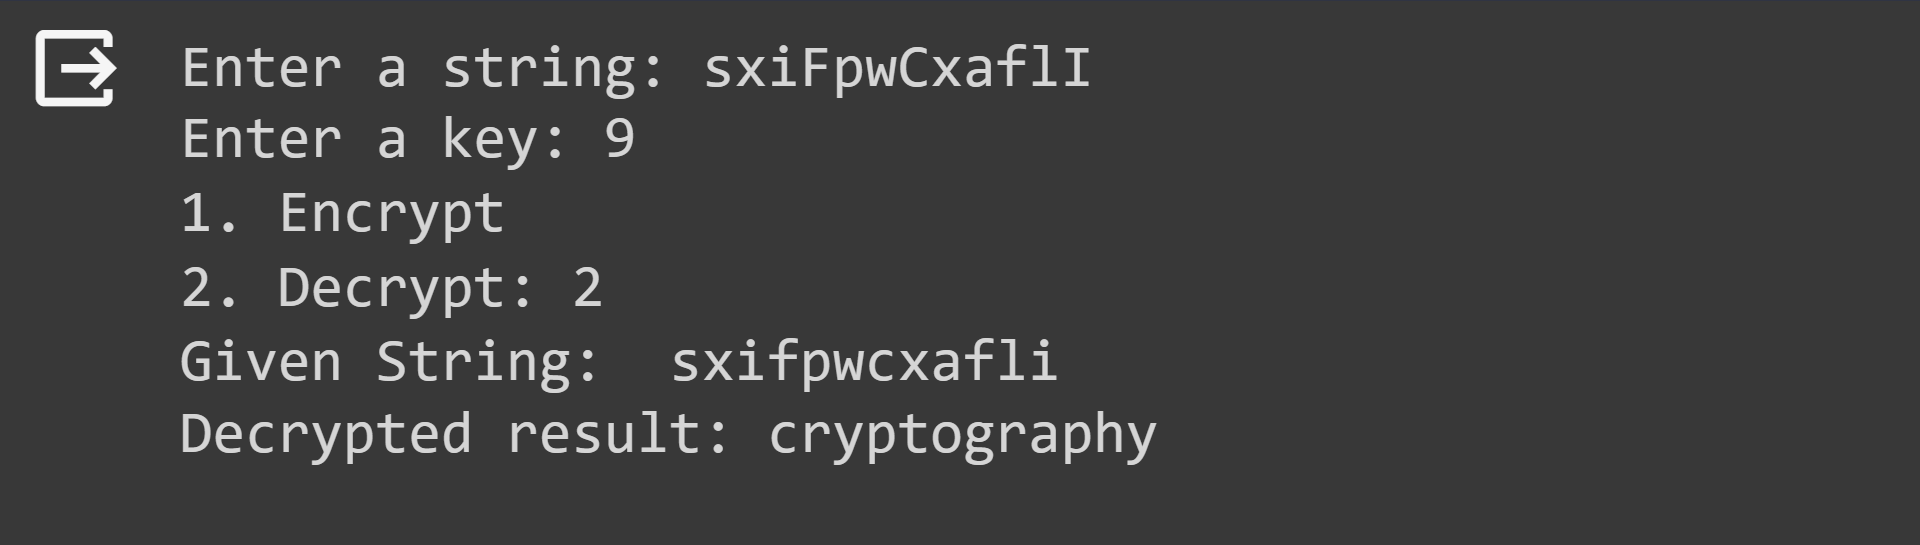 Enter a string: sxiFpwCxaflI
Enter a key: 9
1. Encrypt
2. Decrypt: 2
Given String:  sxifpwcxafli
Decrypted result: cryptography